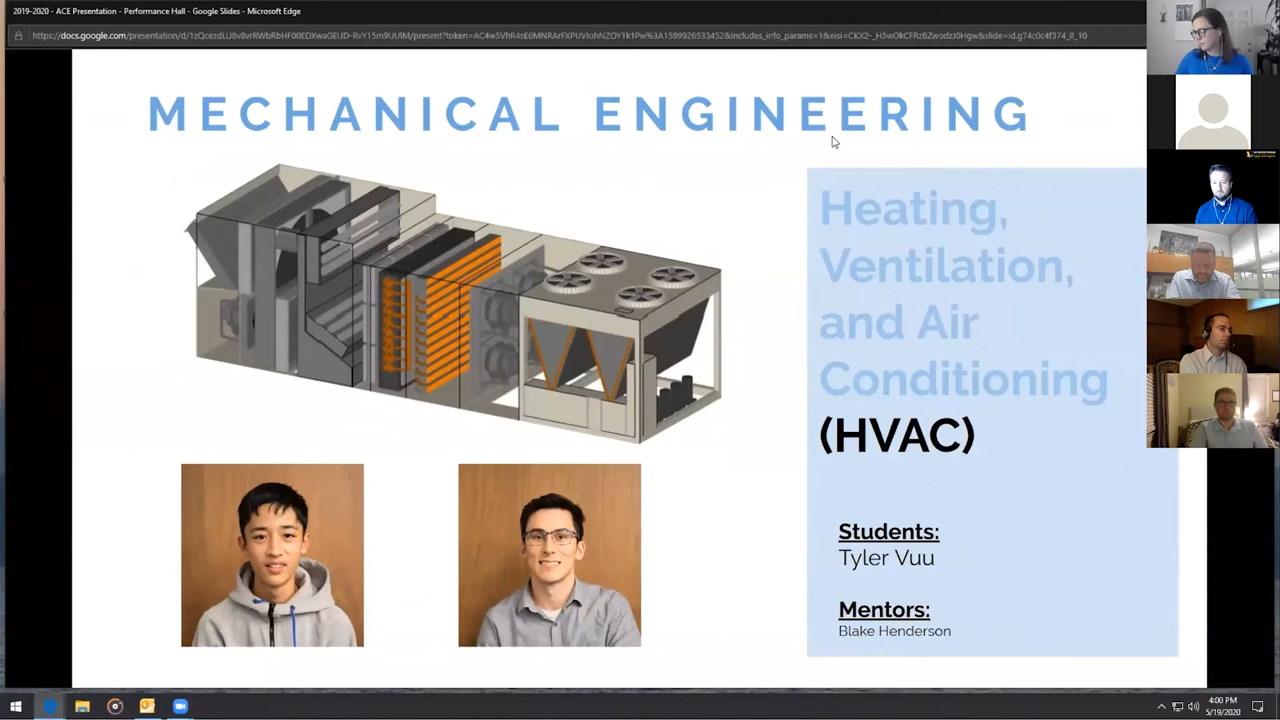 2019-2020 - ACE Presentation - Performance Hall - Google Slides - Microsoft Edge
MECHANICAL ENGINEERING
Heating,
Ventilation,
and Air
Conditioning
(HVAC)
Students:
Tyler Vuu
Mentors:
Blake Henderson
4:00 PM
5/19/2020